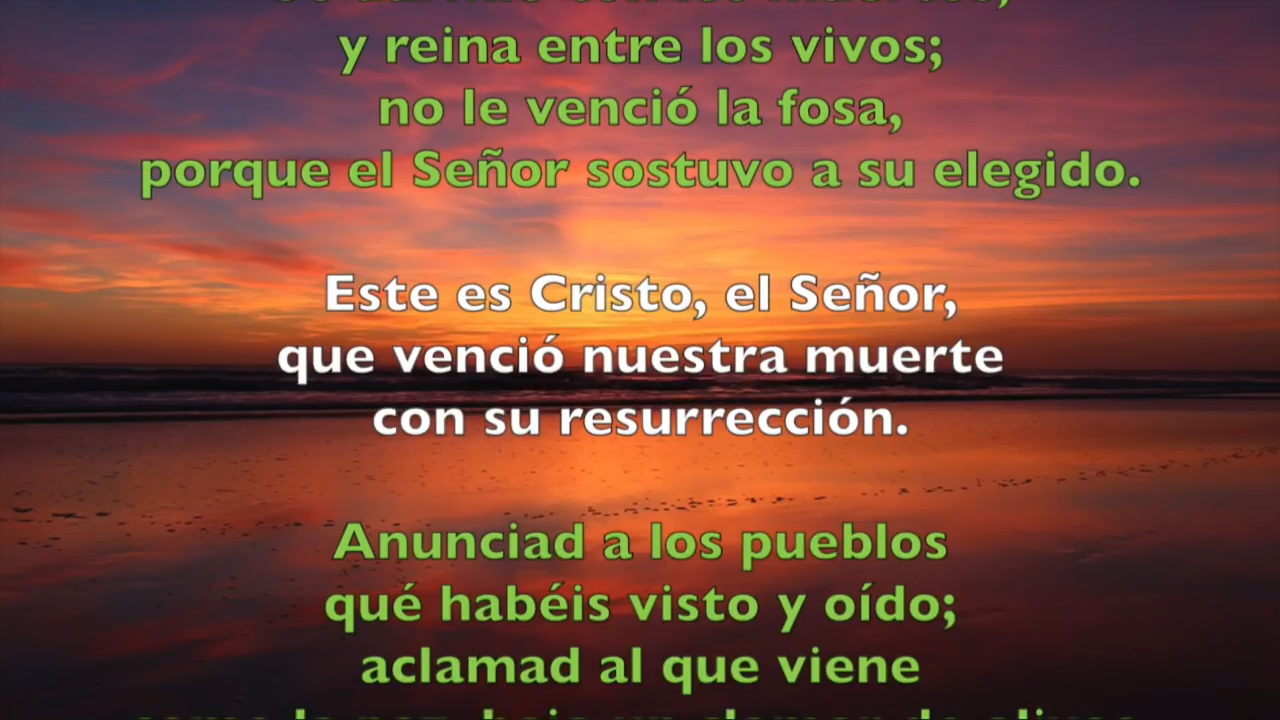 y reina entre los vivos;
no le venció la fosa,
porque el Señor sostuvo a su elegido.
Este es Cristo, el Señor,
que venció nuestra muerte
con su resurrección.
Anunciad a los pueblos
qué habéis visto y oído;
aclamad al que viene